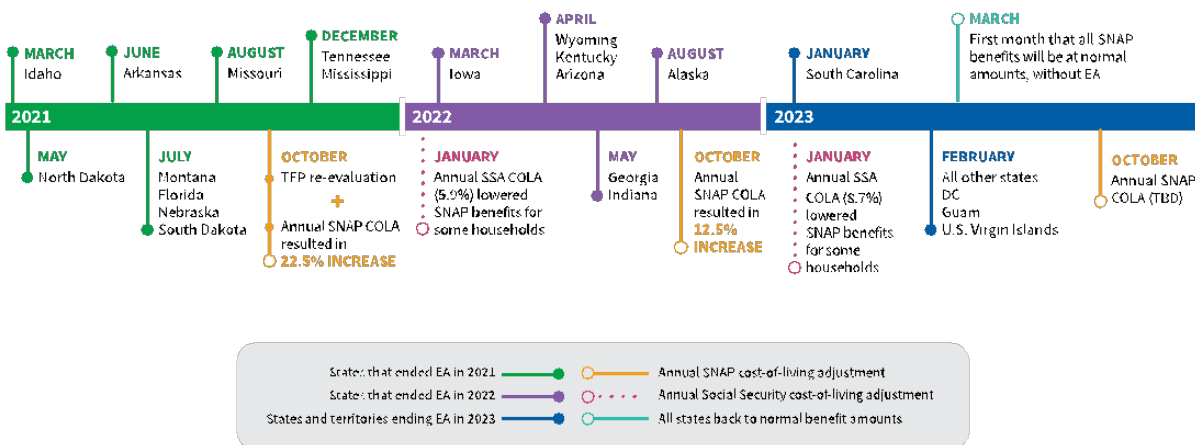 MARCH
Idaho
JUNE
Arkansas
AUGUST
Missouri
DECEMBER
Tennessee
Mississippi
MARCH
Iowa
APRIL
Wyoming
Kentucky
Arizona
AUGUST
Alaska
JANUARY
South Carolina
MARCH
First month that all SNAP
benefits will be at normal
amounts, without EA
2021
2022
2023
MAY
North Dakota
JULY
Montana
Florida
Nebraska
South Dakota
OCTOBER
TFP re-evaluation
+
Annual SNAP COLA
resulted in
22.5% INCREASE
JANUARY
Annual SSA
COLA (5.9%) lowered
SNAP benefits for
some households
MAY
Georgia
Indiana
OCTOBER
Annual
SNAP COLA
resulted in
12.5%
INCREASE
JANUARY
Annual SSA
COLA (8.7%)
lowered
SNAP benefits
for some
households
FEBRUARY
All other states
DC
Guam
U.S. Virgin Islands
OCTOBER
Annual SNAP
COLA (TBD)
States that ended EA in 2021
States that ended EA in 2022
States and territories ending EA in 2023
Annual SNAP cost-of-living adjustment
Annual Social Security cost-of-living adjustment
All states back to normal benefit amounts